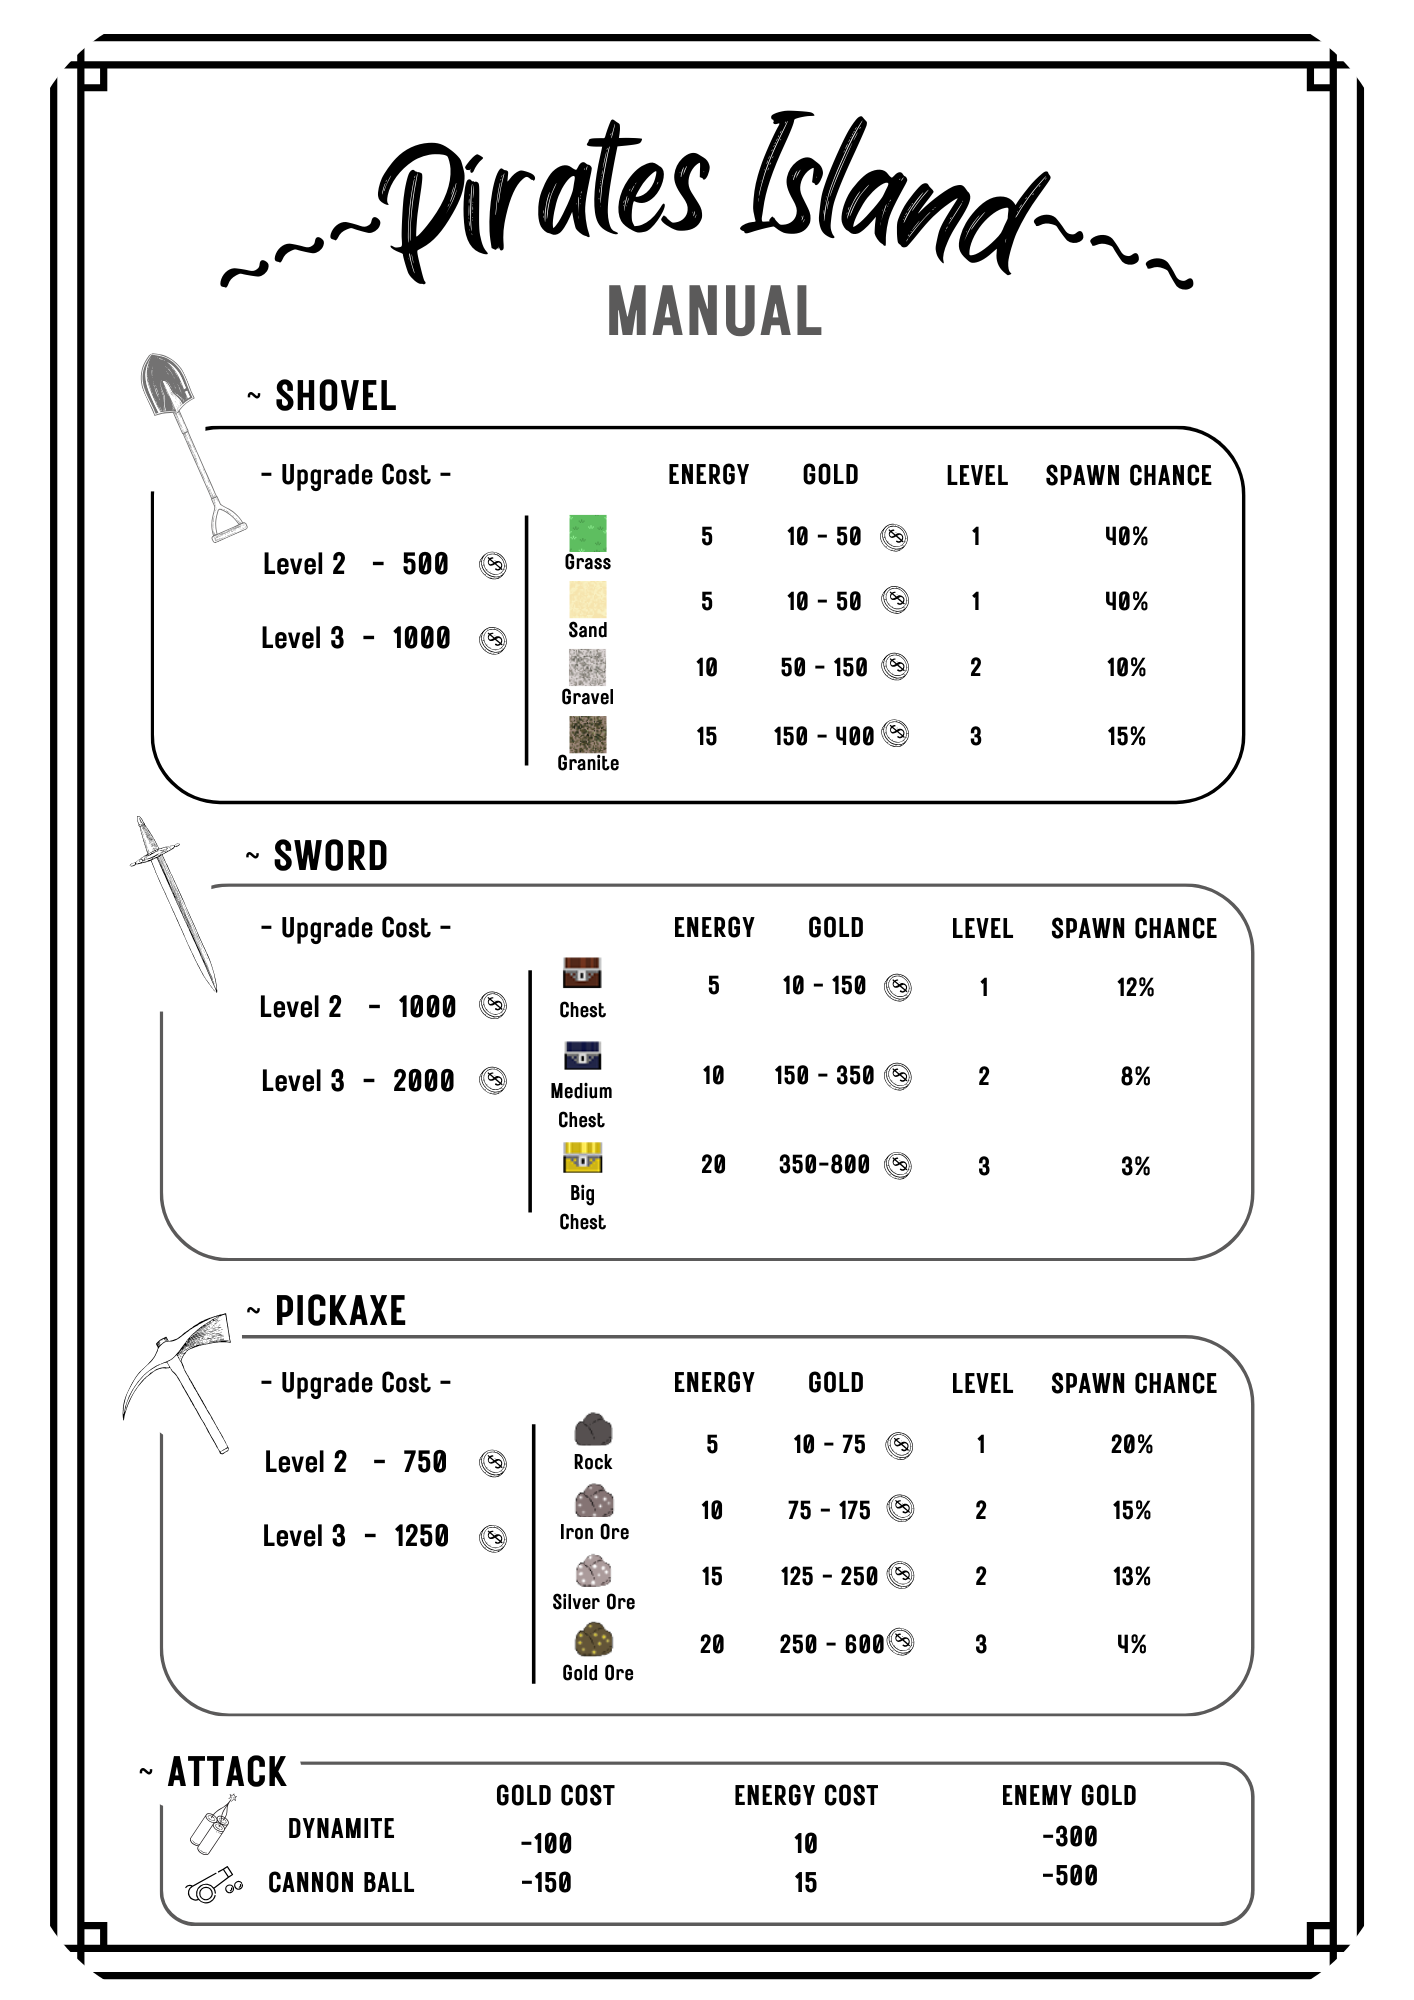 Pirates Island
MANUAL
~ SHOVEL
- Upgrade Cost - ENERGY GOLD LEVEL SPAWN CHANCE
Level 2 - 500
Level 3 - 1000
Grass 5 10 - 50 1 40%
Sand 5 10 - 50 1 40%
Gravel 10 50 - 150 2 10%
Granite 15 150 - 400 3 15%
~ SWORD
- Upgrade Cost - ENERGY GOLD LEVEL SPAWN CHANCE
Level 2 - 1000
Level 3 - 2000
Chest 5 10 - 150 1 12%
Medium
Chest 10 150 - 350 2 8%
Big
Chest 20 350-800 3 3%
~ PICKAXE
- Upgrade Cost - ENERGY GOLD LEVEL SPAWN CHANCE
Level 2 - 750
Level 3 - 1250
Rock 5 10 - 75 1 20%
Iron Ore 10 75 - 175 2 15%
Silver Ore 15 125 - 250 2 13%
Gold Ore 20 250 - 600 3 4%
~ ATTACK
GOLD COST ENERGY COST ENEMY GOLD
DYNAMITE -100 10 -300
CANNON BALL -150 15 -500